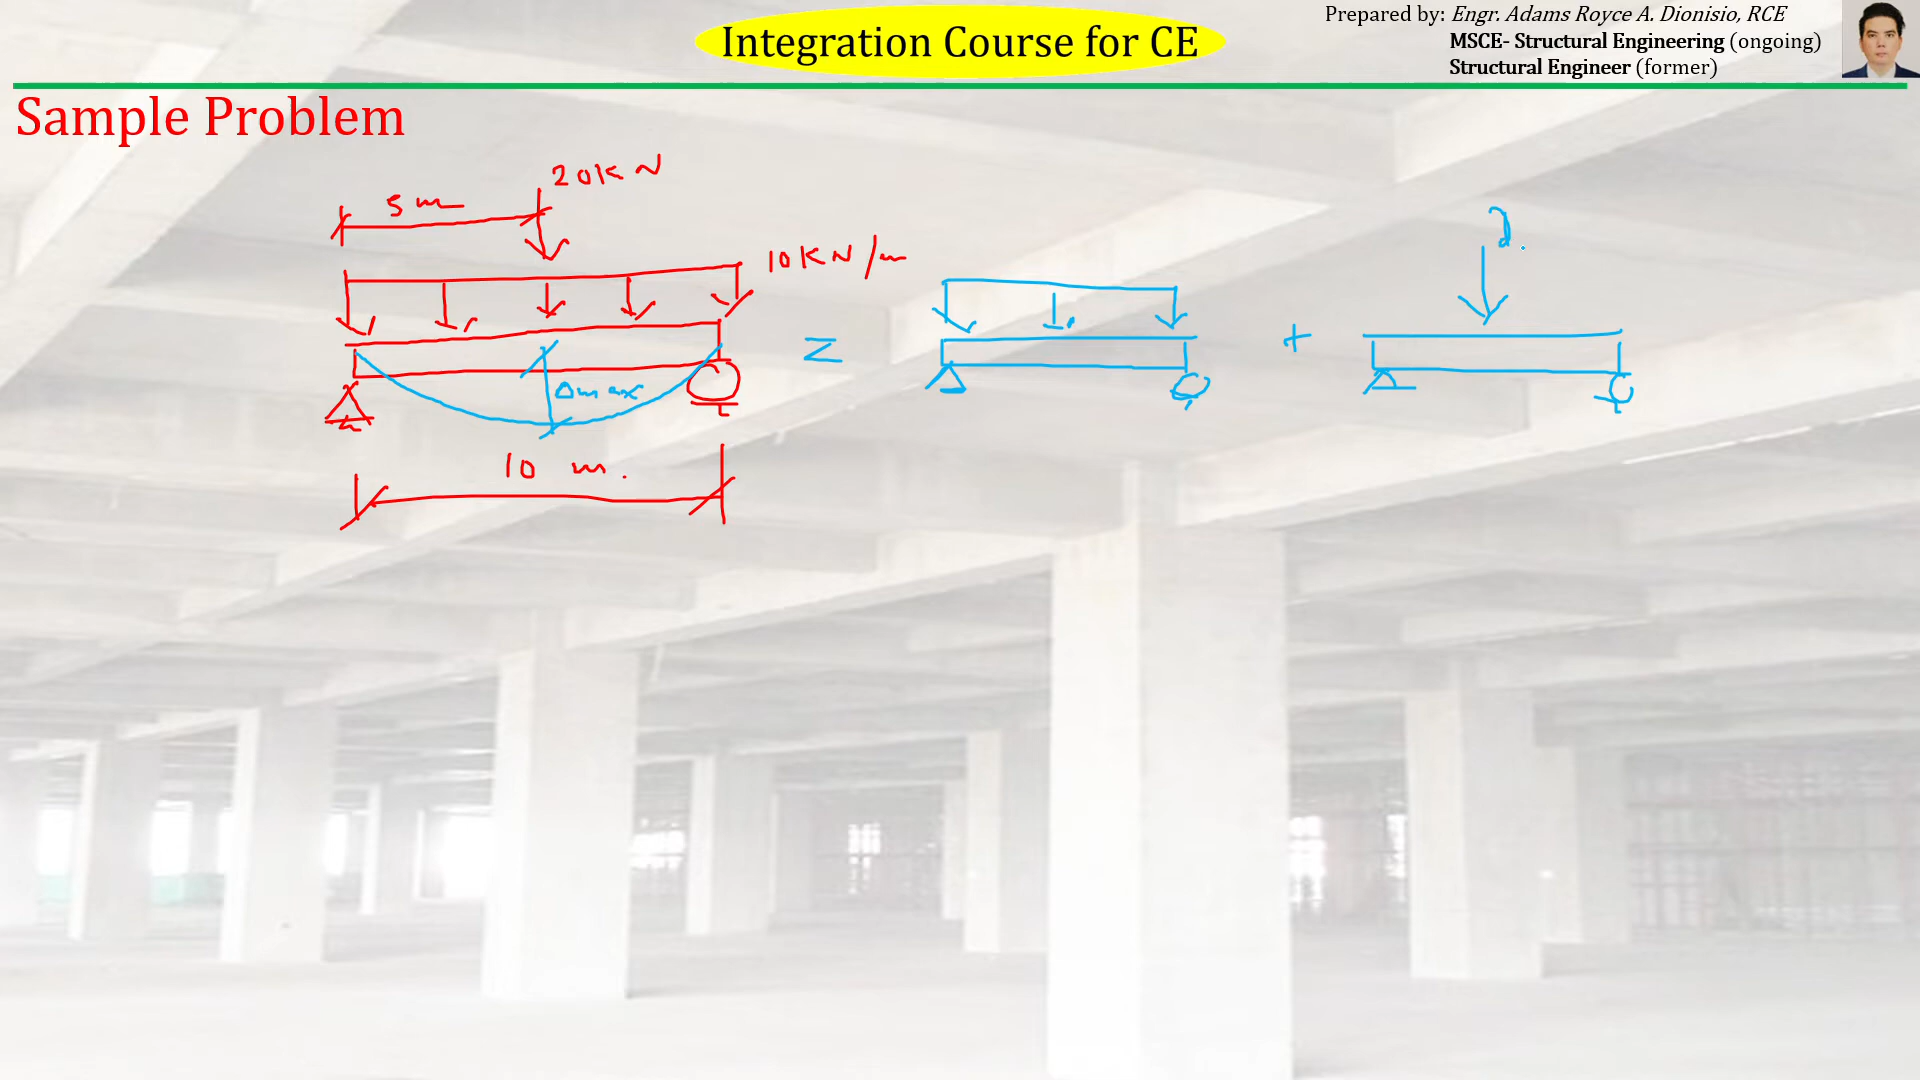 Integration Course for CE
Prepared by: Engr. Adams Royce A. Dionisio, RCE
MSCE- Structural Engineering (ongoing)
Structural Engineer (former)
Sample Problem
20KN
5m
10KN/m
=
+
Δmax
10 m.